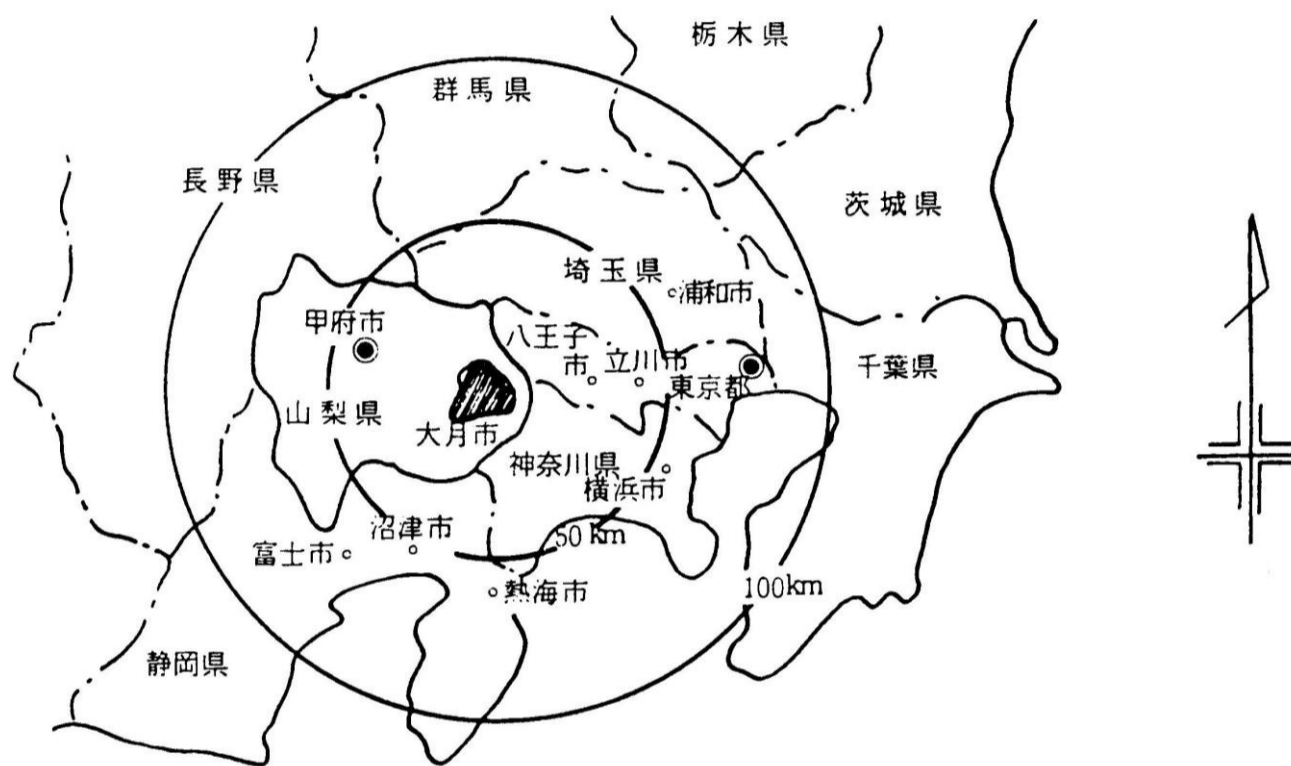 栃木県
群馬県
長野県
茨城県
埼玉県
浦和市
甲府市
八王子
市
立川市
東京都
千葉県
山梨県
大月市
神奈川県
横浜市
沼津市
50km
富士市
熱海市
100km
静岡県